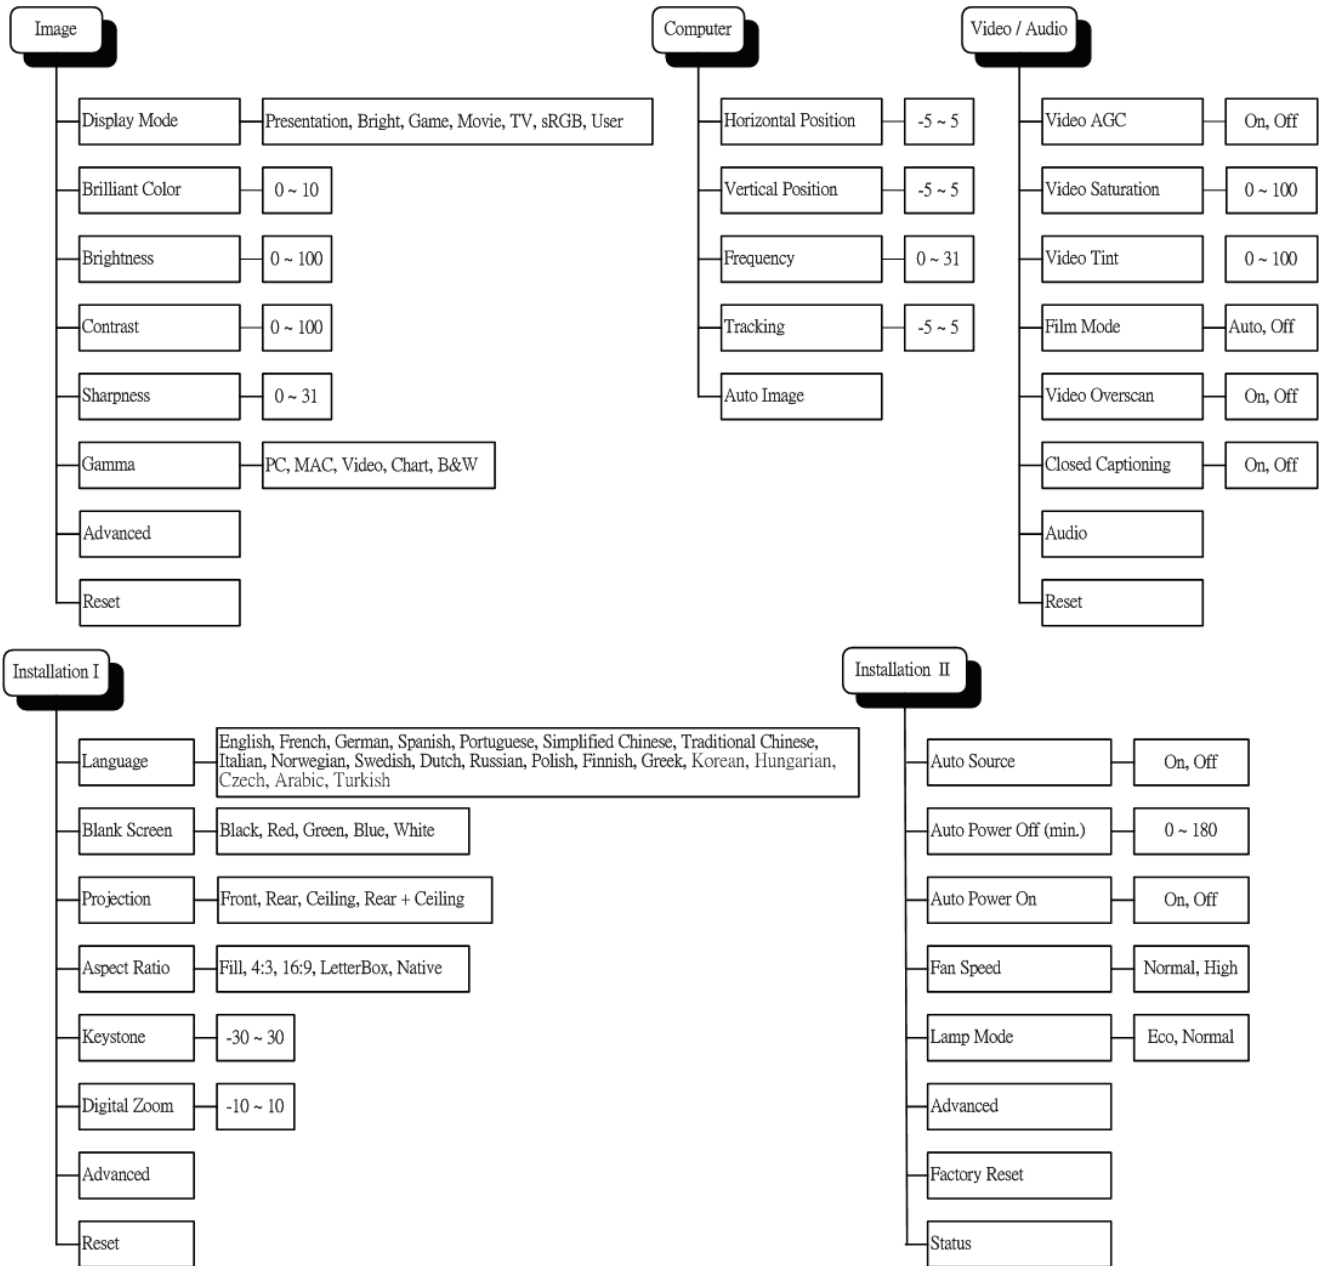 Image
Display Mode
Presentation, Bright, Game, Movie, TV, sRGB, User
Brilliant Color
0 ~ 10
Brightness
0 ~ 100
Contrast
0 ~ 100
Sharpness
0 ~ 31
Gamma
PC, MAC, Video, Chart, B&W
Advanced
Reset
Computer
Horizontal Position
-5 ~ 5
Vertical Position
-5 ~ 5
Frequency
0 ~ 31
Tracking
-5 ~ 5
Auto Image
Video / Audio
Video AGC
On, Off
Video Saturation
0 ~ 100
Video Tint
0 ~ 100
Film Mode
Auto, Off
Video Overscan
On, Off
Closed Captioning
On, Off
Audio
Reset
Installation I
Language
English, French, German, Spanish, Portuguese, Simplified Chinese, Traditional Chinese,
Italian, Norwegian, Swedish, Dutch, Russian, Polish, Finnish, Greek, Korean, Hungarian,
Czech, Arabic, Turkish
Blank Screen
Black, Red, Green, Blue, White
Projection
Front, Rear, Ceiling, Rear + Ceiling
Aspect Ratio
Fill, 4:3, 16:9, LetterBox, Native
Keystone
-30 ~ 30
Digital Zoom
-10 ~ 10
Advanced
Reset
Installation II
Auto Source
On, Off
Auto Power Off (min.)
0 ~ 180
Auto Power On
On, Off
Fan Speed
Normal, High
Lamp Mode
Eco, Normal
Advanced
Factory Reset
Status